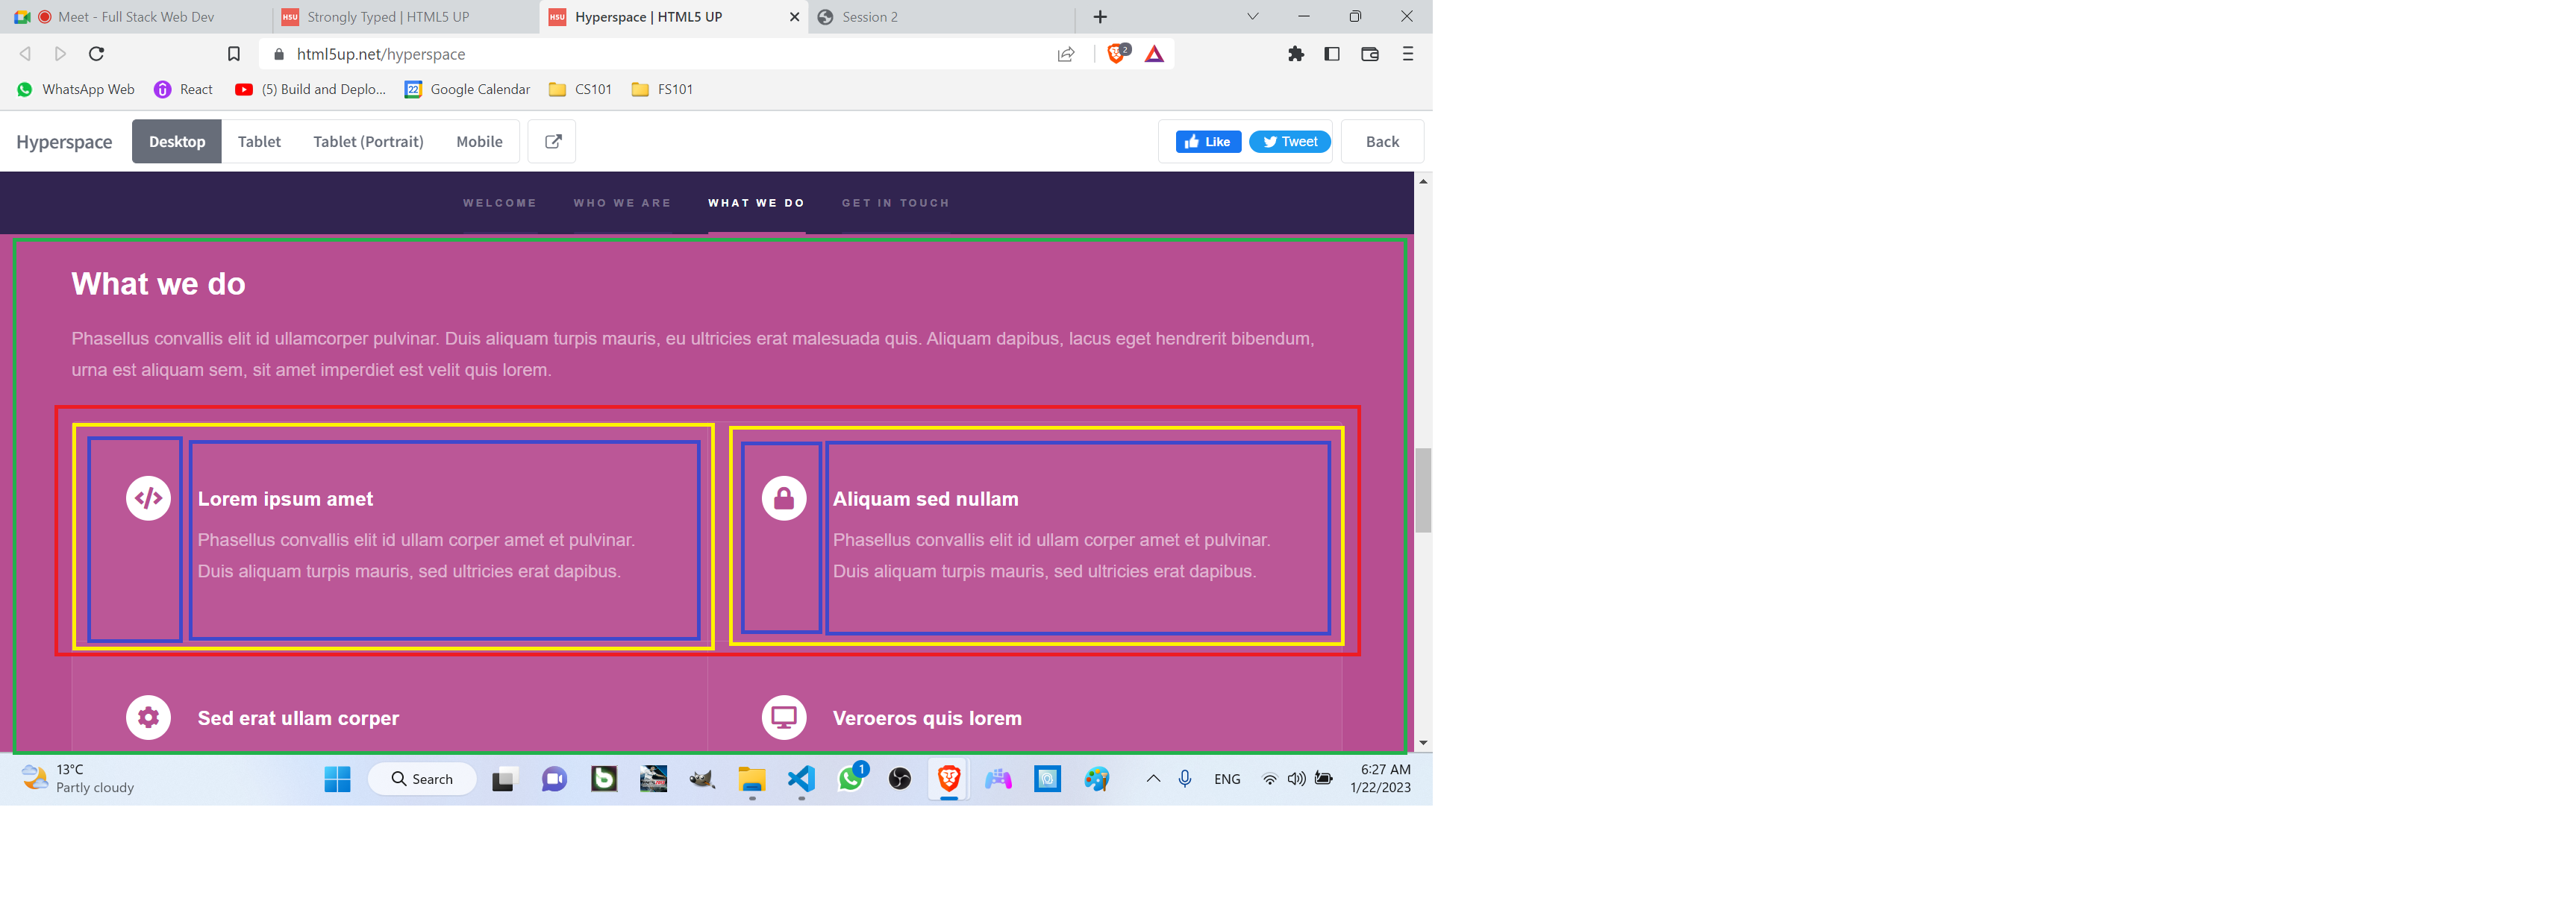 Meet - Full Stack Web Dev
HSU Strongly Typed | HTML5 UP
HSU Hyperspace | HTML5 UP
Session 2
html5up.net/hyperspace
2
WhatsApp Web
React
(5) Build and Deplo...
22 Google Calendar
CS101
FS101
Hyperspace
Desktop
Tablet
Tablet (Portrait)
Mobile
Like
Tweet
Back
WELCOME
WHO WE ARE
WHAT WE DO
GET IN TOUCH
What we do
Phasellus convallis elit id ullamcorper pulvinar. Duis aliquam turpis mauris, eu ultricies erat malesuada quis. Aliquam dapibus, lacus eget hendrerit bibendum,
urna est aliquam sem, sit amet imperdiet est velit quis lorem.
Lorem ipsum amet
Phasellus convallis elit id ullam corper amet et pulvinar.
Duis aliquam turpis mauris, sed ultricies erat dapibus.
Aliquam sed nullam
Phasellus convallis elit id ullam corper amet et pulvinar.
Duis aliquam turpis mauris, sed ultricies erat dapibus.
Sed erat ullam corper
Veroeros quis lorem
13°C
Partly cloudy
Search
1
ENG
6:27 AM
1/22/2023